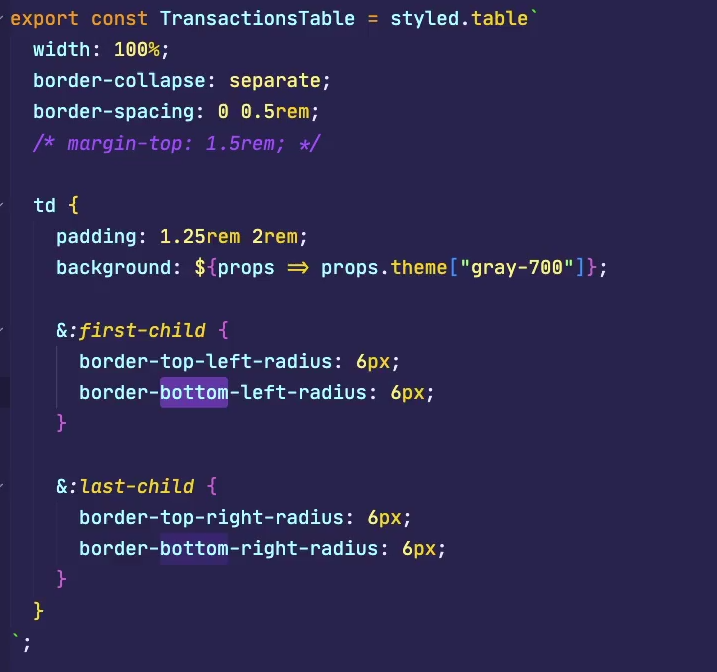 export const TransactionsTable = styled.table`
  width: 100%;
  border-collapse: separate;
  border-spacing: 0 0.5rem;
  /* margin-top: 1.5rem; */

  td {
    padding: 1.25rem 2rem;
    background: ${props => props.theme["gray-700"]};

    &:first-child {
      border-top-left-radius: 6px;
      border-bottom-left-radius: 6px;
    }

    &:last-child {
      border-top-right-radius: 6px;
      border-bottom-right-radius: 6px;
    }
  }
`;